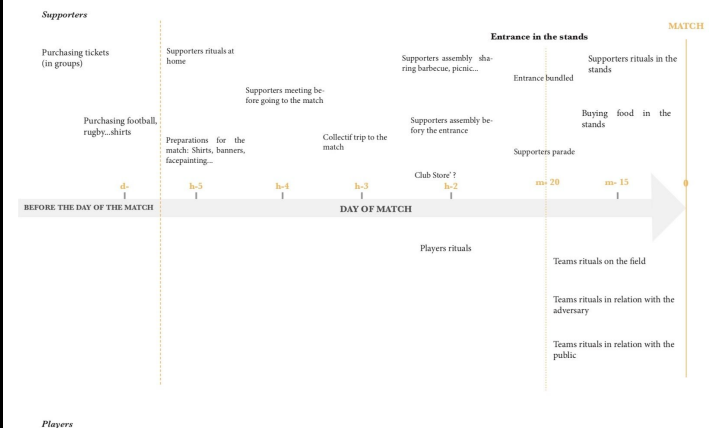 Supporters
MATCH
Entrance in the stands
Purchasing tickets
(in groups)
Supporters rituals at
home
Supporters assembly sha-
ring barbecue, picnic...
Supporters rituals in the
stands
Entrance bundled
Supporters meeting be-
fore going to the match
Purchasing football,
rugby...shirts
Preparations for the
match: Shirts, banners,
facepainting...
Collectif trip to the
match
Supporters assembly be-
fory the entrance
Buying food in the
stands
Supporters parade
Club Store' ?
d-
h-5
h-4
h-3
h-2
m- 20
m- 15
0
BEFORE THE DAY OF THE MATCH
DAY OF MATCH
Players rituals
Teams rituals on the field
Teams rituals in relation with the
adversary
Teams rituals in relation with the
public
Players